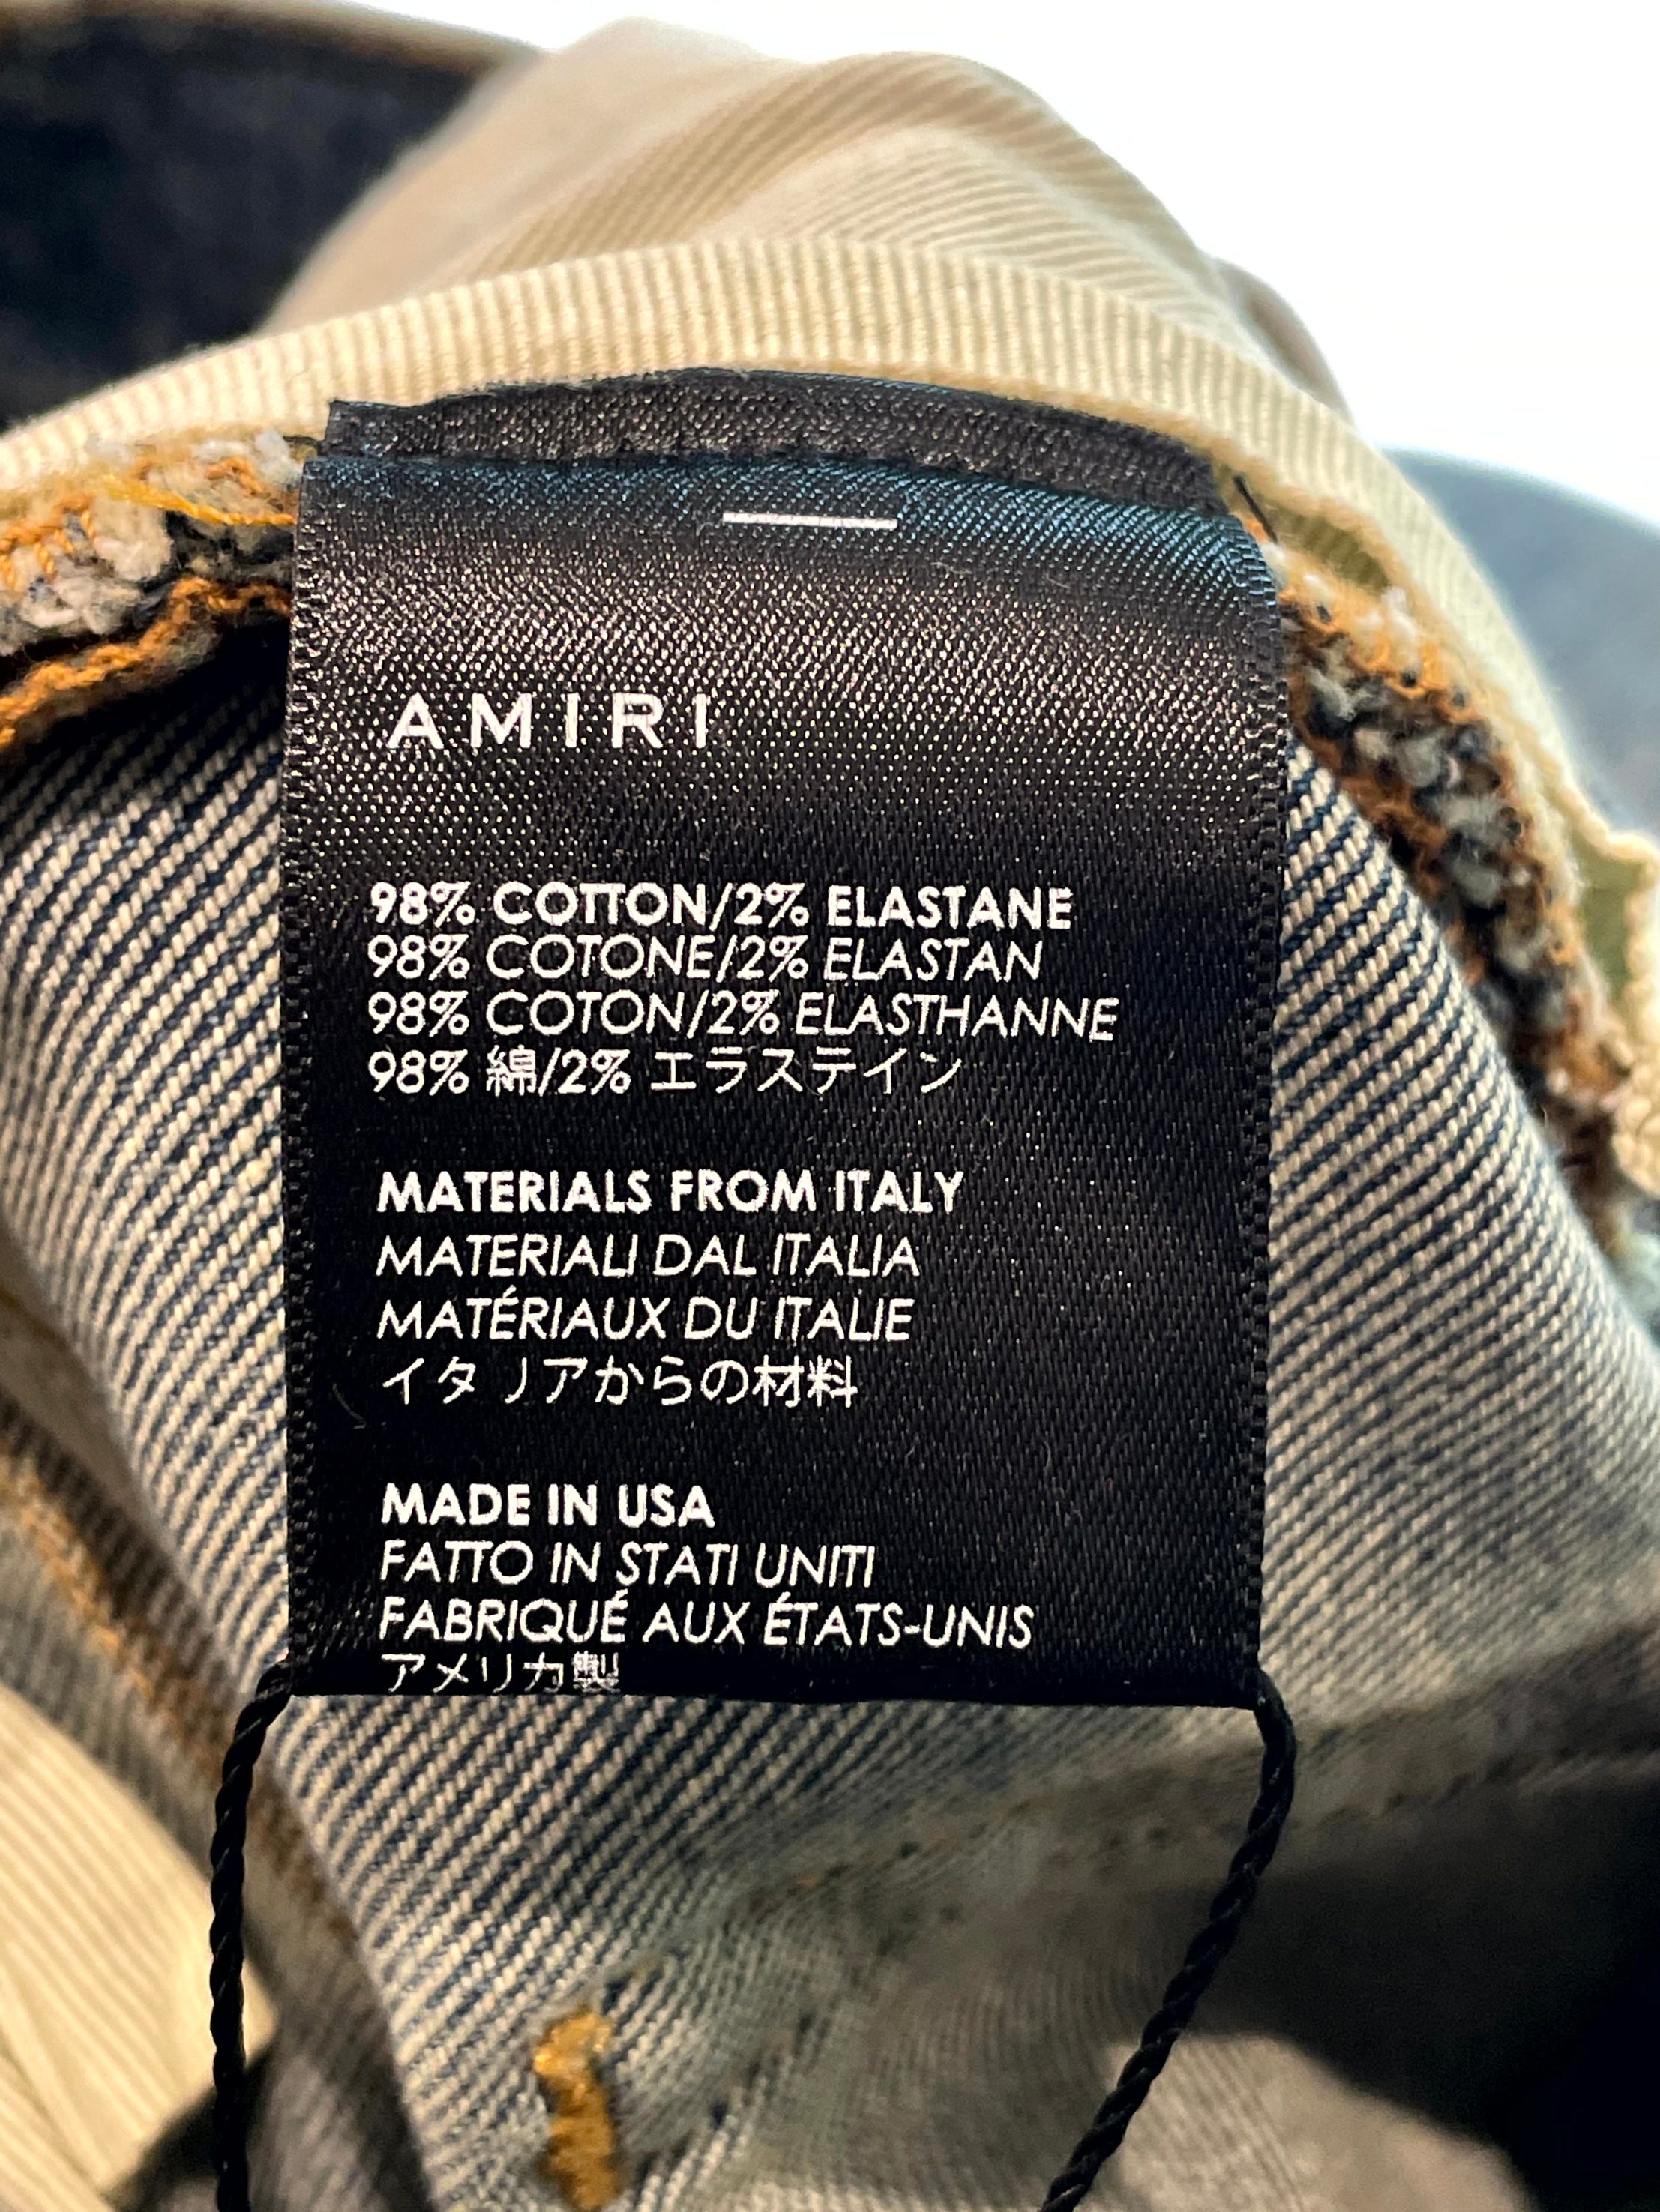 AMIRI
98% COTTON/2% ELASTANE
98% COTONE/2% ELASTAN
98% COTON/2% ELASTHANNE
98% 綿/2% エラステイン
MATERIALS FROM ITALY
MATERIALI DAL ITALIA
MATÉRIAUX DU ITALIE
イタリアからの材料
MADE IN USA
FATTO IN STATI UNITI
FABRIQUÉ AUX ÉTATS-UNIS
アメリカ製